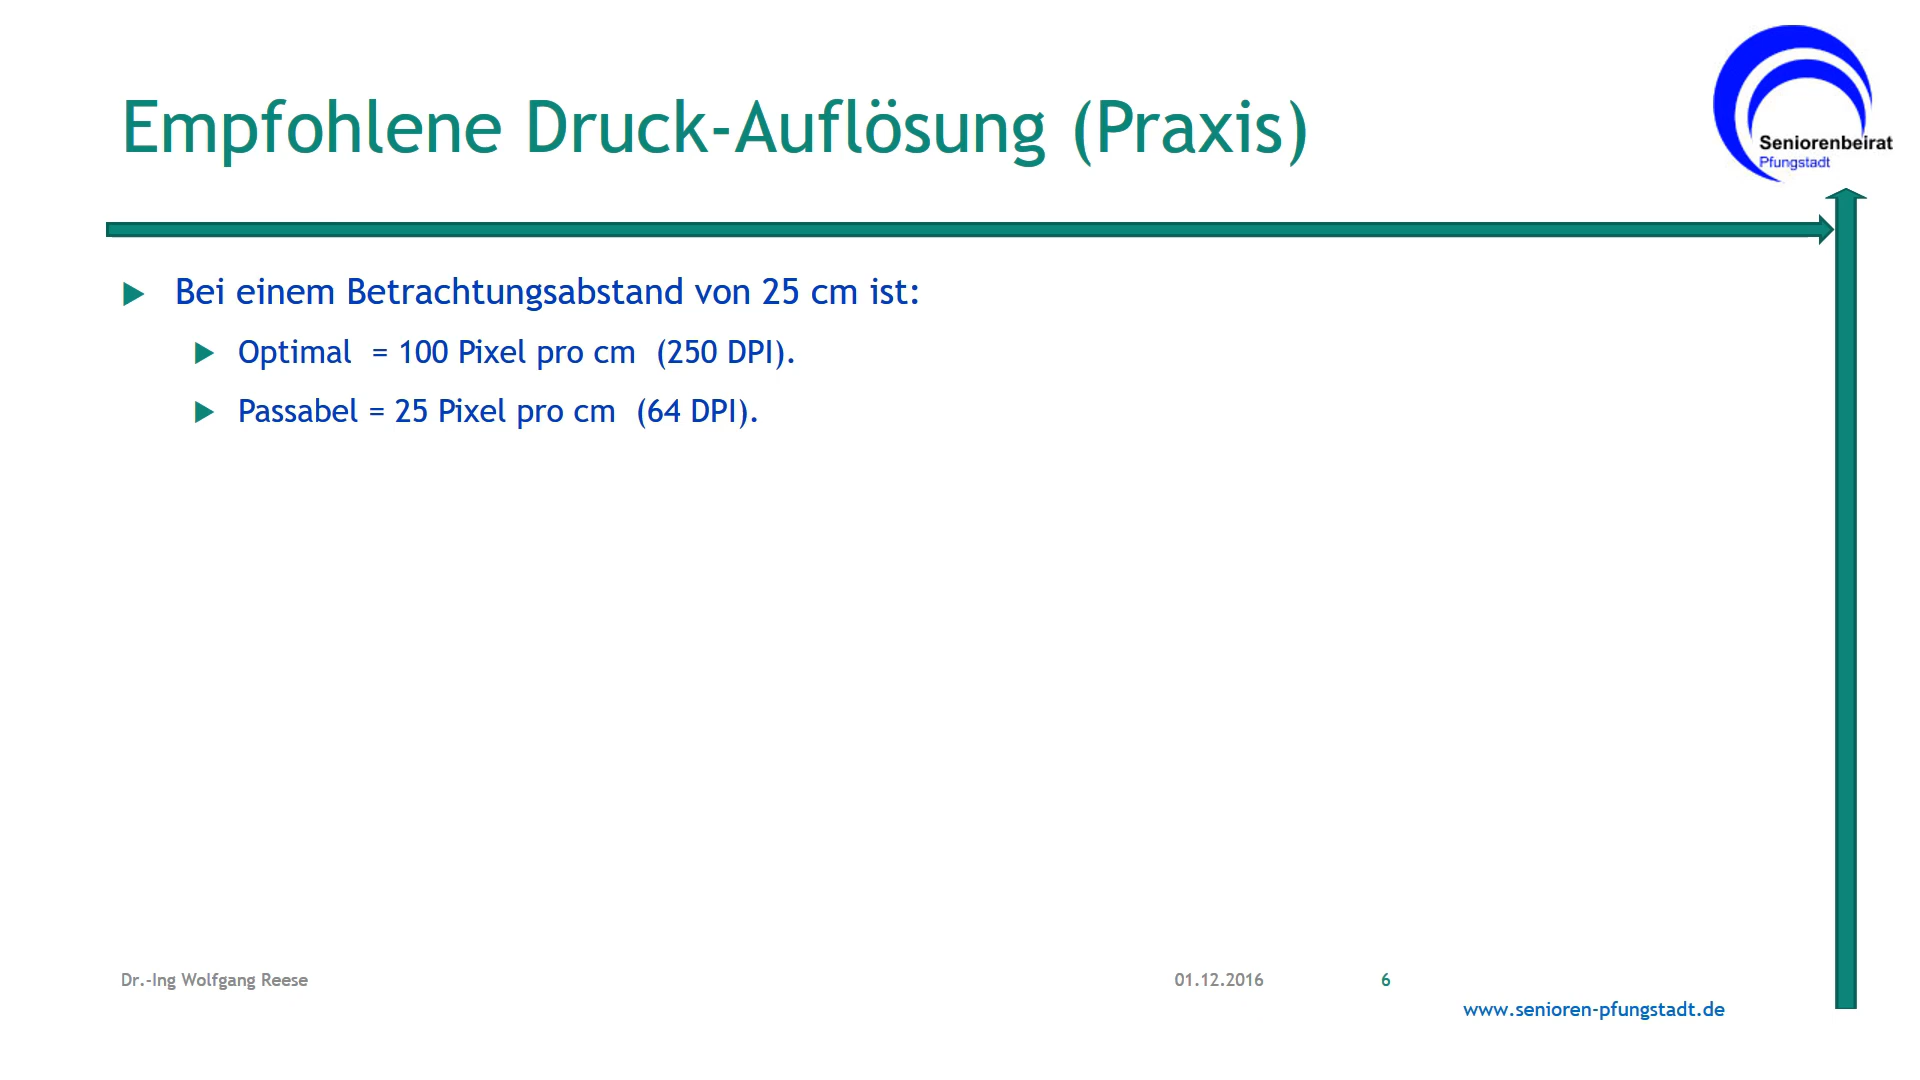 Seniorenbeirat
Pfungstadt
Empfohlene Druck-Auflösung (Praxis)
Bei einem Betrachtungsabstand von 25 cm ist:
Optimal = 100 Pixel pro cm (250 DPI).
Passabel = 25 Pixel pro cm (64 DPI).
Dr.-Ing Wolfgang Reese
01.12.2016
6
www.senioren-pfungstadt.de